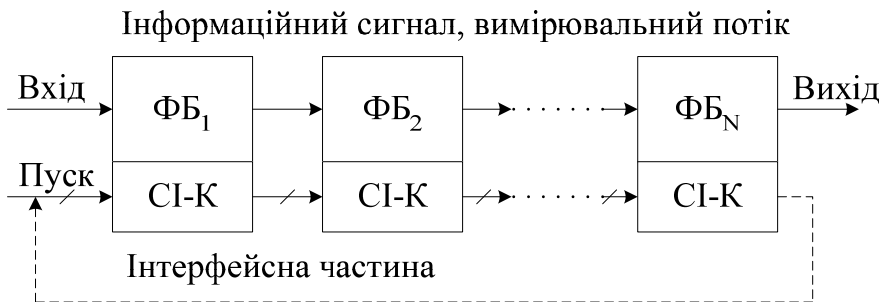 Інформаційний сигнал, вимірювальний потік
Вхід
ФБ1
ФБ2
ФБN
Вихід
Пуск
СІ-К
СІ-К
СІ-К
Інтерфейсна частина